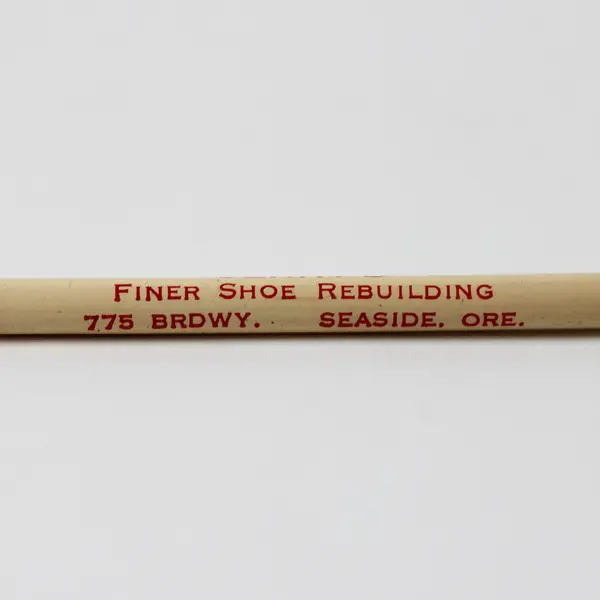 FINER SHOE REBUILDING
775 BRDWY. SEASIDE, ORE.